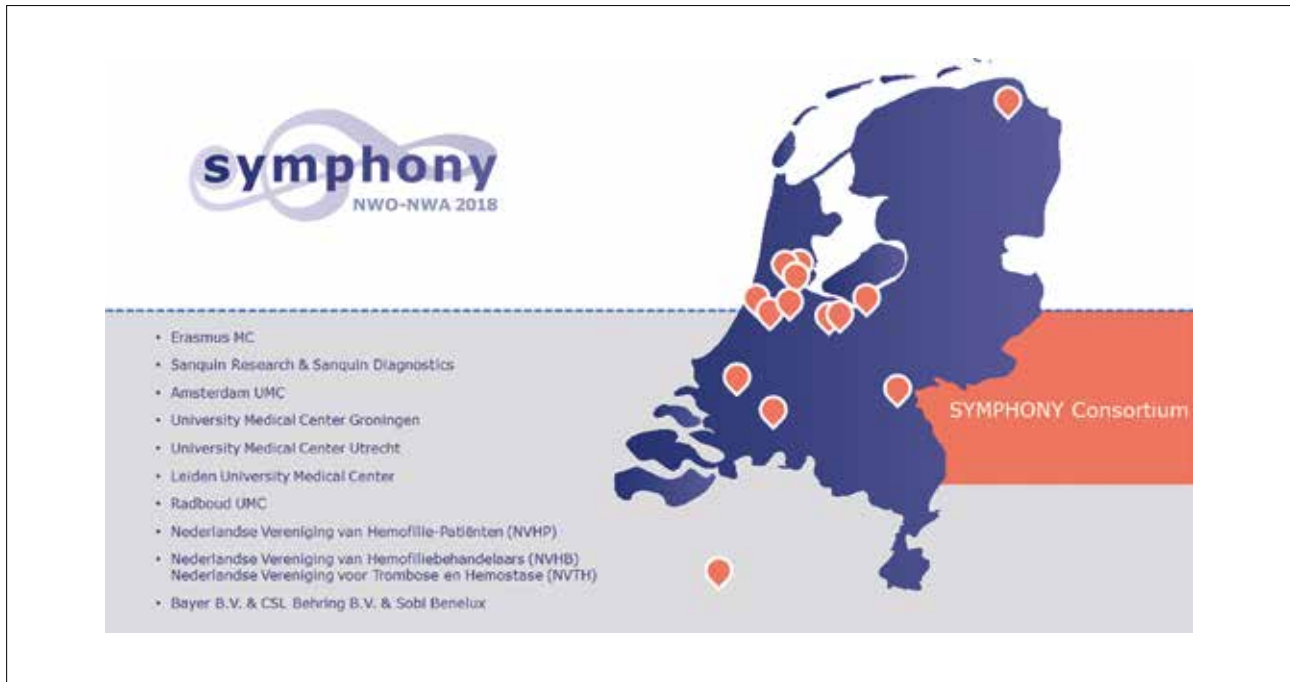 symphony
NWO-NWA 2018
• Erasmus MC
• Sanquin Research & Sanquin Diagnostics
• Amsterdam UMC
• University Medical Center Groningen
• University Medical Center Utrecht
• Leiden University Medical Center
• Radboud UMC
• Nederlandse Vereniging van Hemofilie-Patiënten (NVHP)
• Nederlandse Vereniging van Hemofiliebehandelaars (NVHB)
Nederlandse Vereniging voor Trombose en Hemostase (NVTH)
• Bayer B.V. & CSL Behring B.V. & Sobi Benelux
SYMPHONY Consortium